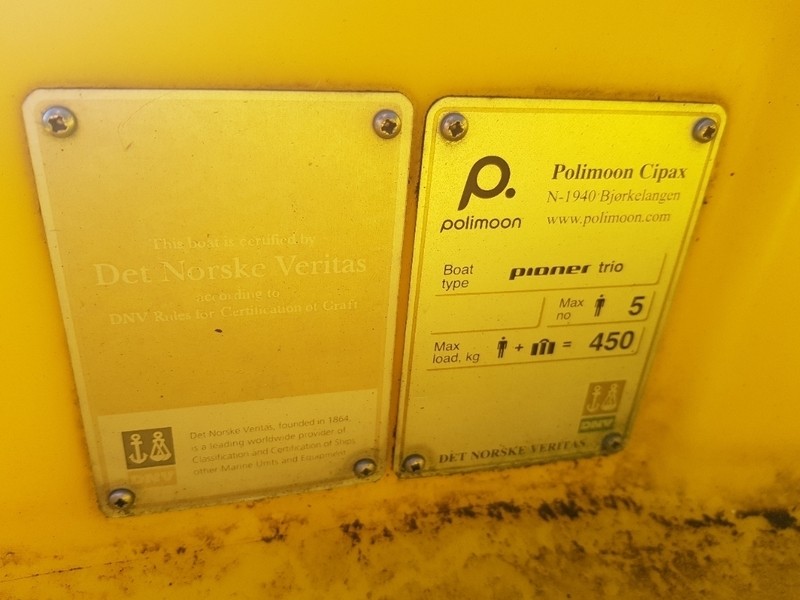 This boat is certified by
Det Norske Veritas
according to
DNV Rules for Certification of Craft
Det Norske Veritas, founded in 1864,
is a leading worldwide provider of
Classification and Certification of Ships,
other Marine Units and Equipment
DNV
polimoon
Polimoon Cipax
N-1940 Bjørkelangen
www.polimoon.com
Boat type
pioner trio
Max no 5
Max load, kg + = 450
DNV
DET NORSKE VERITAS